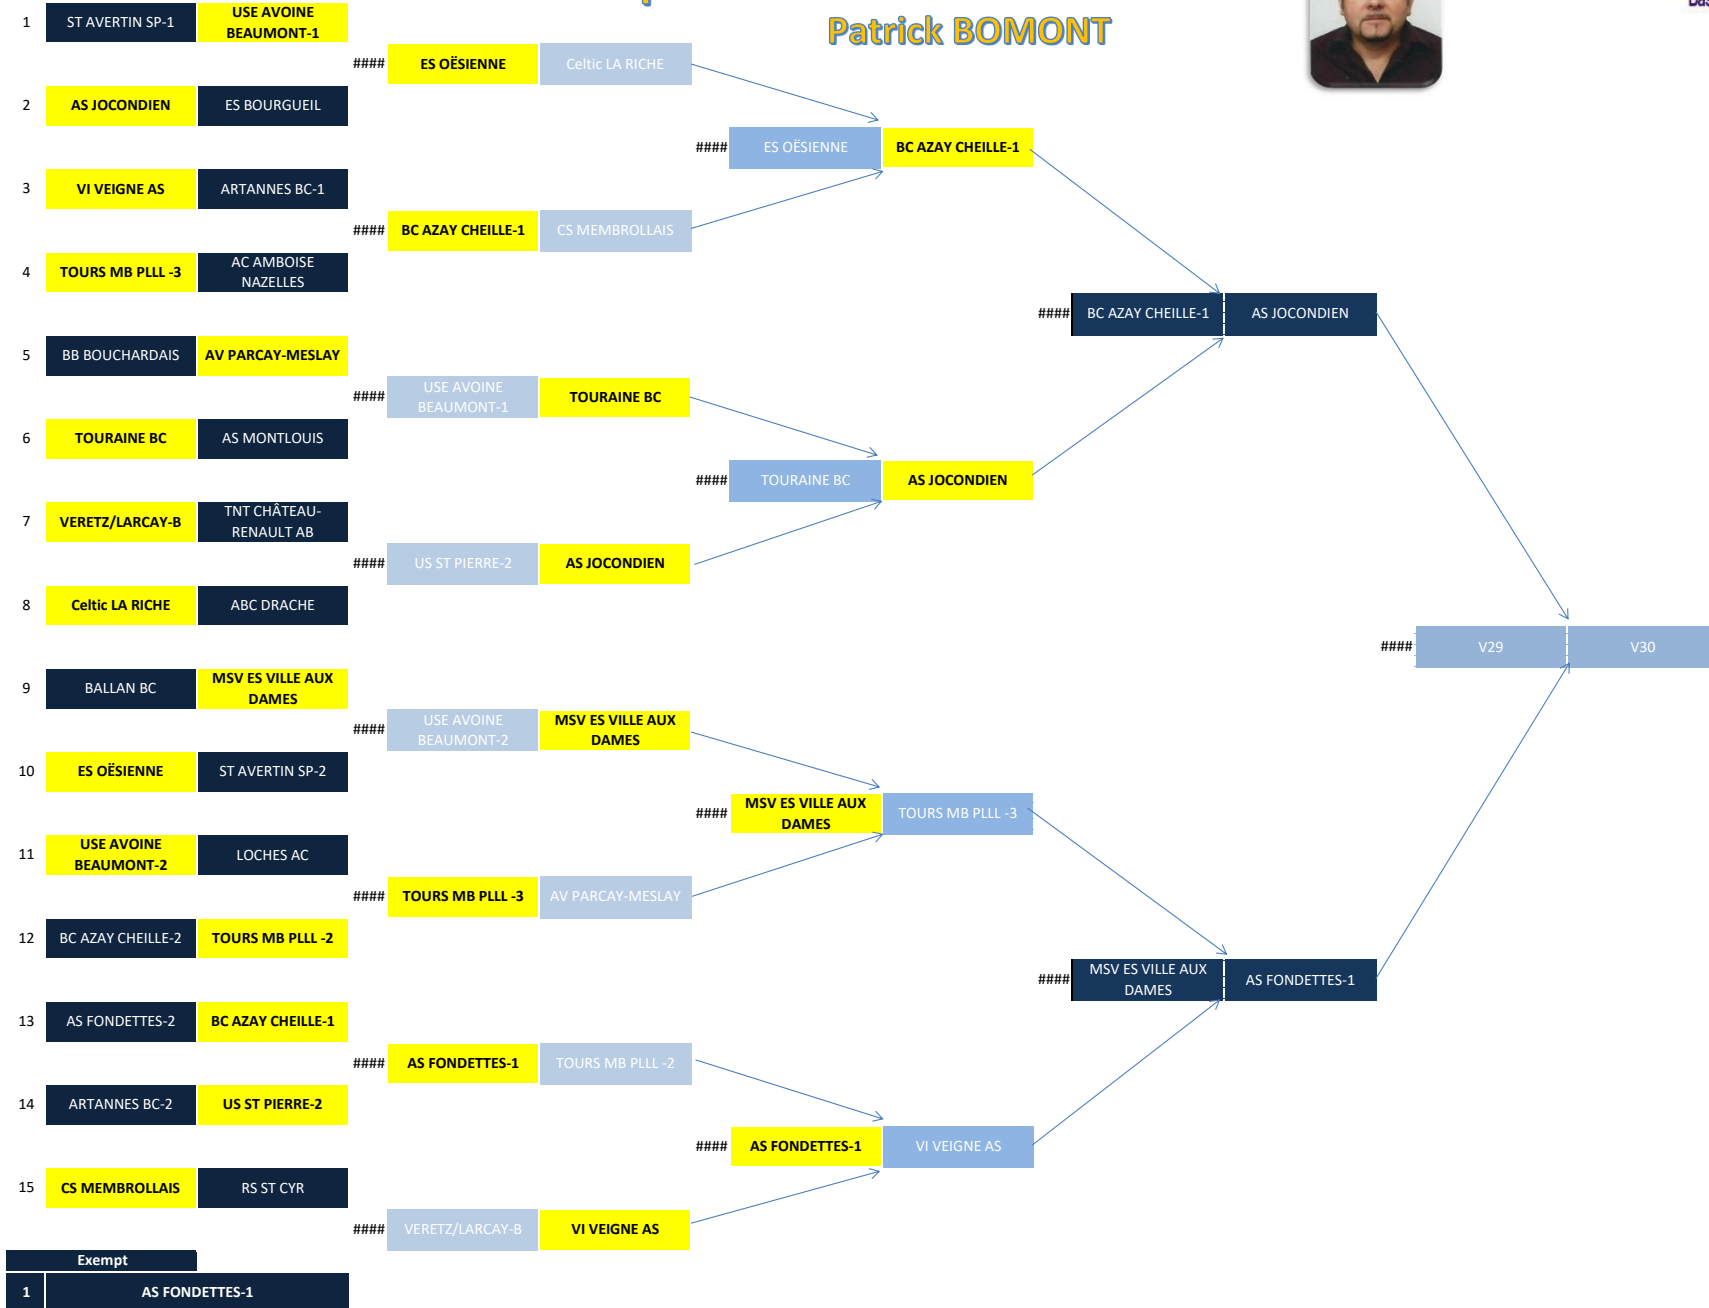 Patrick BOMONT
1 ST AVERTIN SP-1 USE AVOINE
BEAUMONT-1
#### ES OËSIENNE Celtic LA RICHE
2 AS JOCONDIEN ES BOURGUEIL
#### ES OËSIENNE BC AZAY CHEILLE-1
3 VI VEIGNE AS ARTANNES BC-1
#### BC AZAY CHEILLE-1 CS MEMBROLLAIS
4 TOURS MB PLLL -3 AC AMBOISE
NAZELLES
#### BC AZAY CHEILLE-1 AS JOCONDIEN
5 BB BOUCHARDAIS AV PARCAY-MESLAY
#### USE AVOINE
BEAUMONT-1 TOURAINE BC
6 TOURAINE BC AS MONTLOUIS
#### TOURAINE BC AS JOCONDIEN
7 VERETZ/LARCAY-B TNT CHÂTEAU-
RENAULT AB
#### US ST PIERRE-2 AS JOCONDIEN
8 Celtic LA RICHE ABC DRACHE
#### V29 V30
9 BALLAN BC MSV ES VILLE AUX
DAMES
#### USE AVOINE
BEAUMONT-2 MSV ES VILLE AUX
DAMES
10 ES OËSIENNE ST AVERTIN SP-2
#### MSV ES VILLE AUX
DAMES TOURS MB PLLL -3
11 USE AVOINE
BEAUMONT-2 LOCHES AC
#### TOURS MB PLLL -3 AV PARCAY-MESLAY
12 BC AZAY CHEILLE-2 TOURS MB PLLL -2
#### MSV ES VILLE AUX
DAMES AS FONDETTES-1
13 AS FONDETTES-2 BC AZAY CHEILLE-1
#### AS FONDETTES-1 TOURS MB PLLL -2
14 ARTANNES BC-2 US ST PIERRE-2
#### AS FONDETTES-1 VI VEIGNE AS
15 CS MEMBROLLAIS RS ST CYR
#### VERETZ/LARCAY-B VI VEIGNE AS
Exempt
1 AS FONDETTES-1